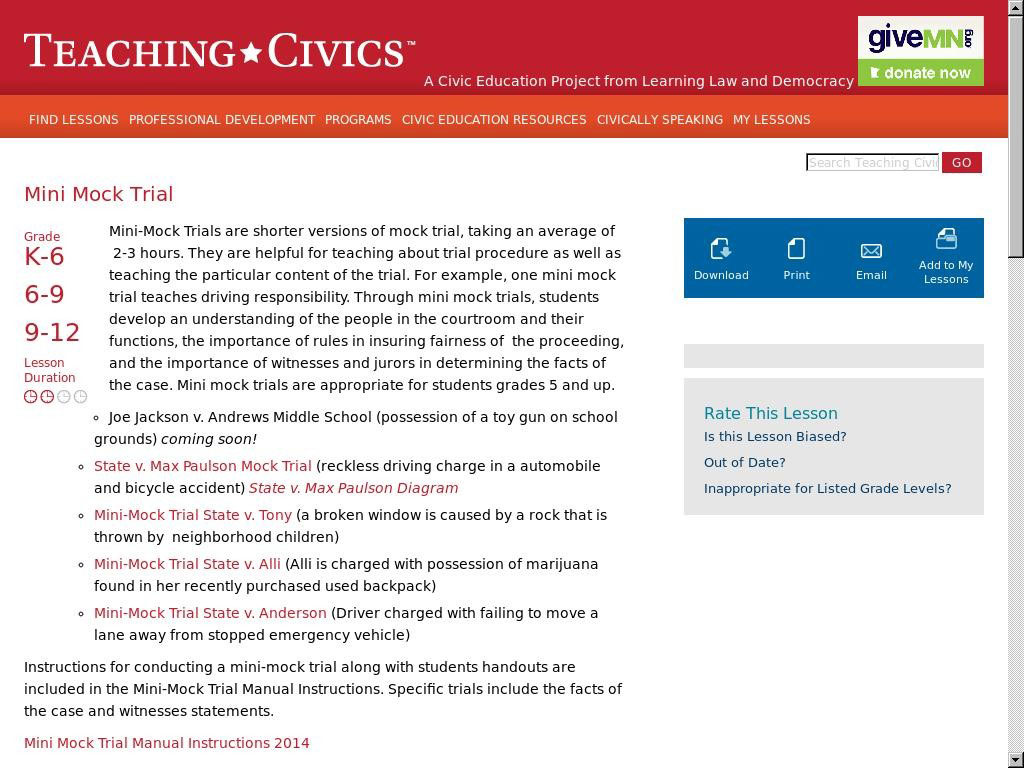 TEACHING★CIVICS™
A Civic Education Project from Learning Law and Democracy
giveMN.org
donate now
FIND LESSONS PROFESSIONAL DEVELOPMENT PROGRAMS CIVIC EDUCATION RESOURCES CIVICALLY SPEAKING MY LESSONS
Search Teaching Civic GO
Mini Mock Trial
Grade
K-6
6-9
9-12
Lesson
Duration
Mini-Mock Trials are shorter versions of mock trial, taking an average of
2-3 hours. They are helpful for teaching about trial procedure as well as
teaching the particular content of the trial. For example, one mini mock
trial teaches driving responsibility. Through mini mock trials, students
develop an understanding of the people in the courtroom and their
functions, the importance of rules in insuring fairness of the proceeding,
and the importance of witnesses and jurors in determining the facts of
the case. Mini mock trials are appropriate for students grades 5 and up.
Joe Jackson v. Andrews Middle School (possession of a toy gun on school
grounds) coming soon!
State v. Max Paulson Mock Trial (reckless driving charge in a automobile
and bicycle accident) State v. Max Paulson Diagram
Mini-Mock Trial State v. Tony (a broken window is caused by a rock that is
thrown by neighborhood children)
Mini-Mock Trial State v. Alli (Alli is charged with possession of marijuana
found in her recently purchased used backpack)
Mini-Mock Trial State v. Anderson (Driver charged with failing to move a
lane away from stopped emergency vehicle)
Instructions for conducting a mini-mock trial along with students handouts are
included in the Mini-Mock Trial Manual Instructions. Specific trials include the facts of
the case and witnesses statements.
Mini Mock Trial Manual Instructions 2014
Download
Print
Email
Add to My
Lessons
Rate This Lesson
Is this Lesson Biased?
Out of Date?
Inappropriate for Listed Grade Levels?